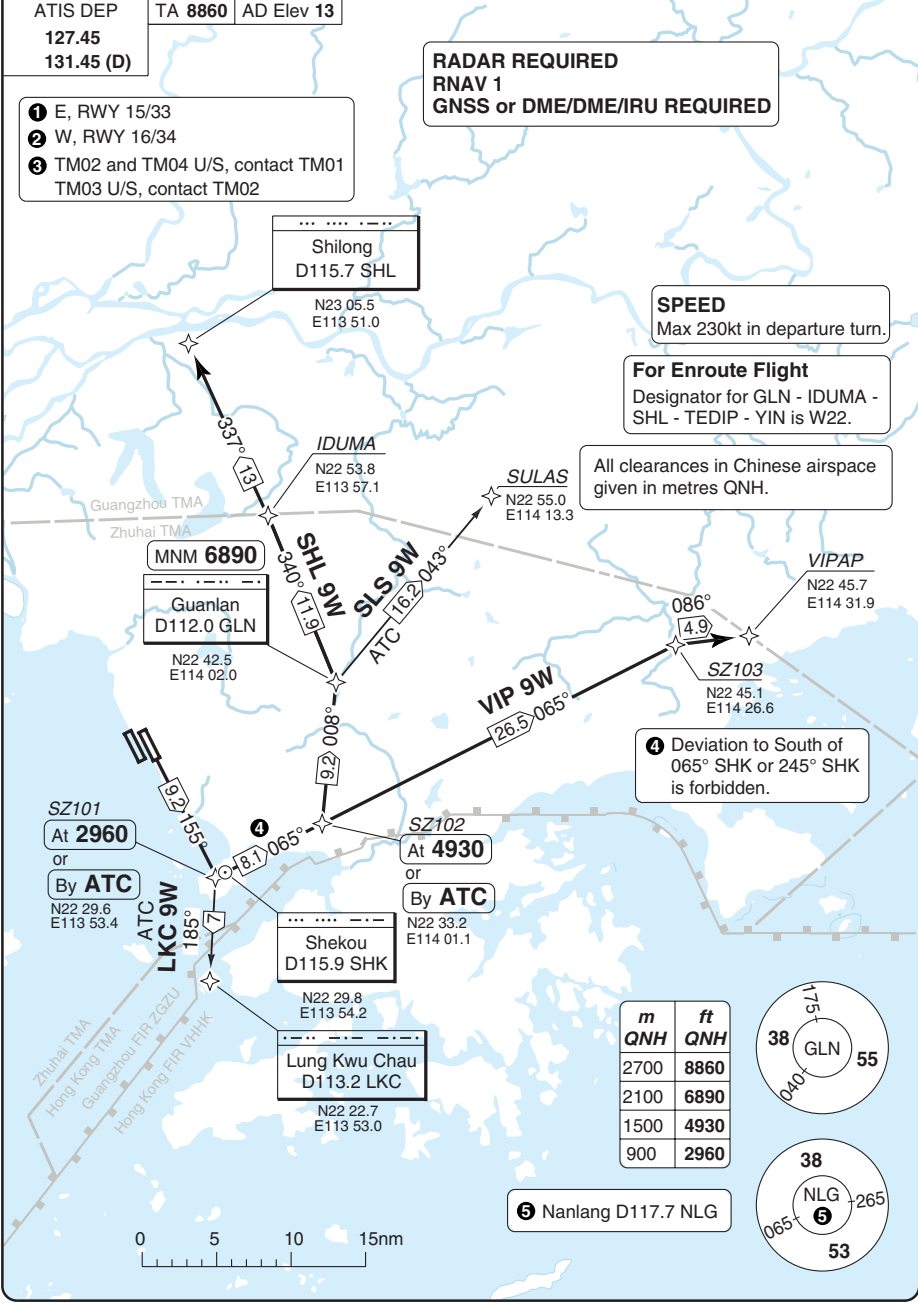 ATIS DEP
127.45
131.45 (D)
TA 8860
AD Elev 13
RADAR REQUIRED
RNAV 1
GNSS or DME/DME/IRU REQUIRED
1 E, RWY 15/33
2 W, RWY 16/34
3 TM02 and TM04 U/S, contact TM01
TM03 U/S, contact TM02
Shilong
D115.7 SHL
N23 05.5
E113 51.0
SPEED
Max 230kt in departure turn.
For Enroute Flight
Designator for GLN - IDUMA -
SHL - TEDIP - YIN is W22.
All clearances in Chinese airspace
given in metres QNH.
337°
13
IDUMA
N22 53.8
E113 57.1
SULAS
N22 55.0
E114 13.3
Guangzhou TMA
Zhuhai TMA
MNM 6890
Guanlan
D112.0 GLN
N22 42.5
E114 02.0
340°
11.9
SHL 9W
SLS 9W
ATC
16.2
043°
VIPAP
N22 45.7
E114 31.9
086°
4.9
SZ103
N22 45.1
E114 26.6
VIP 9W
26.5
065°
9.2
008°
4 Deviation to South of
065° SHK or 245° SHK
is forbidden.
9.2
155°
SZ101
At 2960
or
By ATC
N22 29.6
E113 53.4
4
8.1
065°
SZ102
At 4930
or
By ATC
N22 33.2
E114 01.1
ATC
LKC 9W
185°
7
Shekou
D115.9 SHK
N22 29.8
E113 54.2
Lung Kwu Chau
D113.2 LKC
N22 22.7
E113 53.0
Zhuhai TMA
Hong Kong TMA
Guangzhou FIR ZGZU
Hong Kong FIR VHHK
m QNH ft QNH
2700 8860
2100 6890
1500 4930
900 2960
175
38
GLN
55
040
38
NLG
5
265
065
53
5 Nanlang D117.7 NLG
0 5 10 15nm